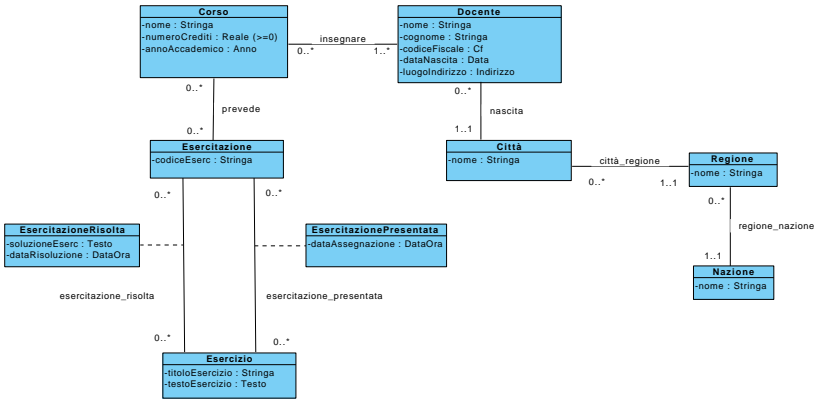 Corso
-nome : Stringa
-numeroCrediti : Reale (>=0)
-annoAccademico : Anno
insegnare
0..*
1..*
Docente
-nome : Stringa
-cognome : Stringa
-codiceFiscale : Cf
-dataNascita : Data
-luogoIndirizzo : Indirizzo
0..*
prevede
0..*
0..*
nascita
1..1
Esercitazione
-codiceEserc : Stringa
Città
-nome : Stringa
città_regione
0..*
1..1
Regione
-nome : Stringa
0..*
0..*
0..*
regione_nazione
1..1
EsercitazioneRisolta
-soluzioneEserc : Testo
-dataRisoluzione : DataOra
EsercitazionePresentata
-dataAssegnazione : DataOra
Nazione
-nome : Stringa
esercitazione_risolta
esercitazione_presentata
0..*
0..*
Esercizio
-titoloEsercizio : Stringa
-testoEsercizio : Testo